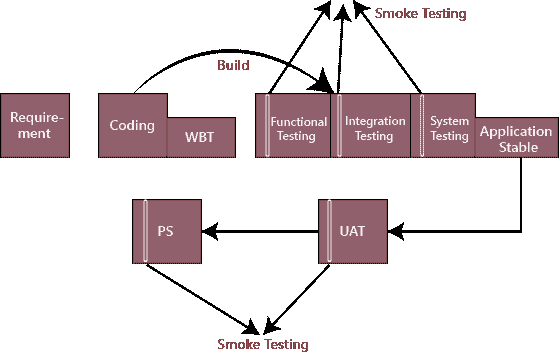 Smoke Testing
Build
Require-
ment
Coding
WBT
Functional
Testing
Integration
Testing
System
Testing
Application
Stable
PS
UAT
Smoke Testing